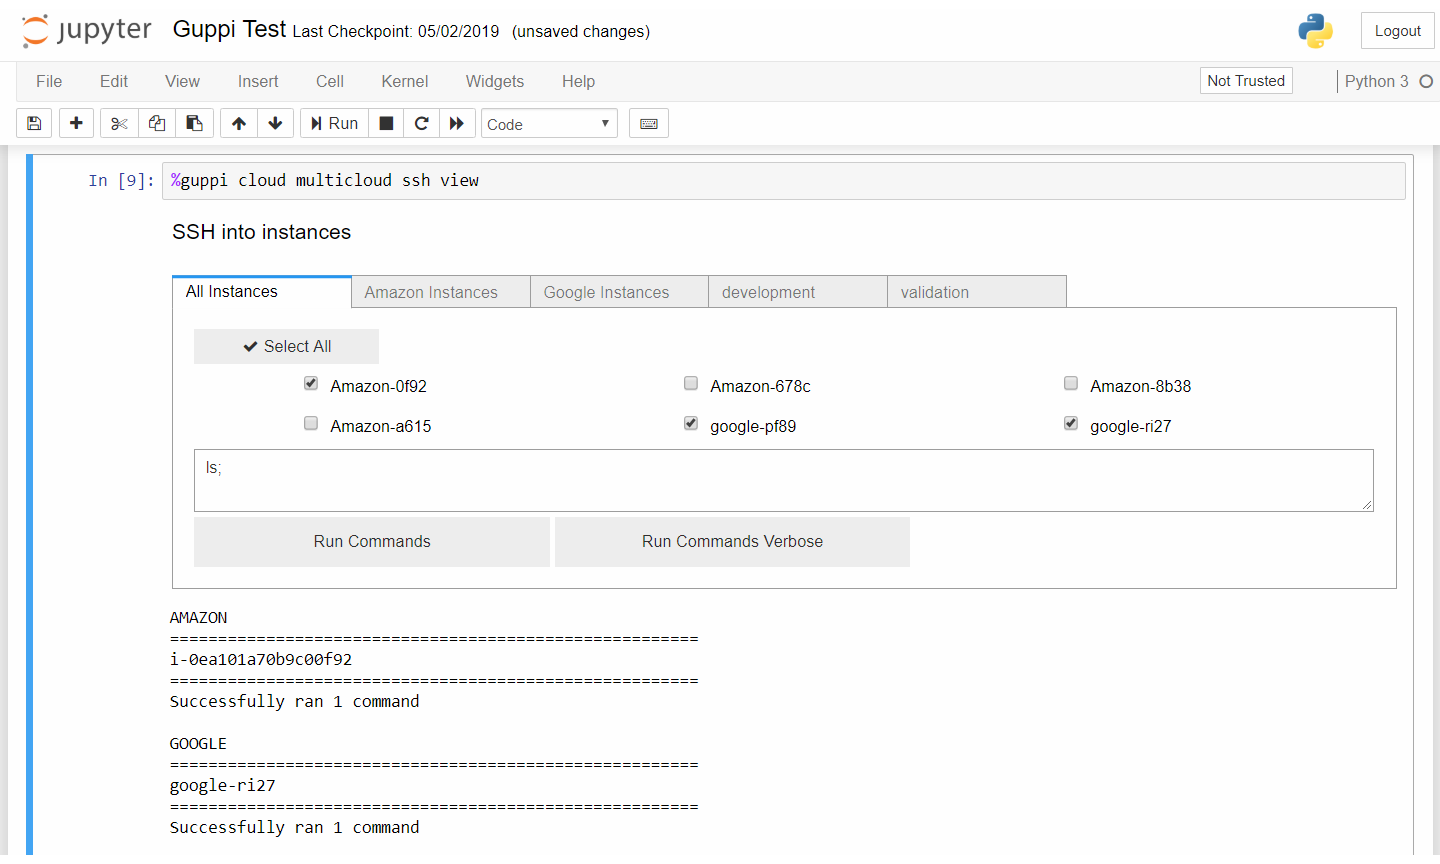 jupyter Guppi Test Last Checkpoint: 05/02/2019 (unsaved changes) Logout
File Edit View Insert Cell Kernel Widgets Help Not Trusted Python 3
Run Code
In [9]: %guppi cloud multicloud ssh view
SSH into instances
All Instances Amazon Instances Google Instances development validation
Select All
Amazon-0f92 Amazon-678c Amazon-8b38
Amazon-a615 google-pf89 google-ri27
ls;
Run Commands Run Commands Verbose
AMAZON
=======================================================
i-0ea101a70b9c00f92
=======================================================
Successfully ran 1 command
GOOGLE
=======================================================
google-ri27
=======================================================
Successfully ran 1 command